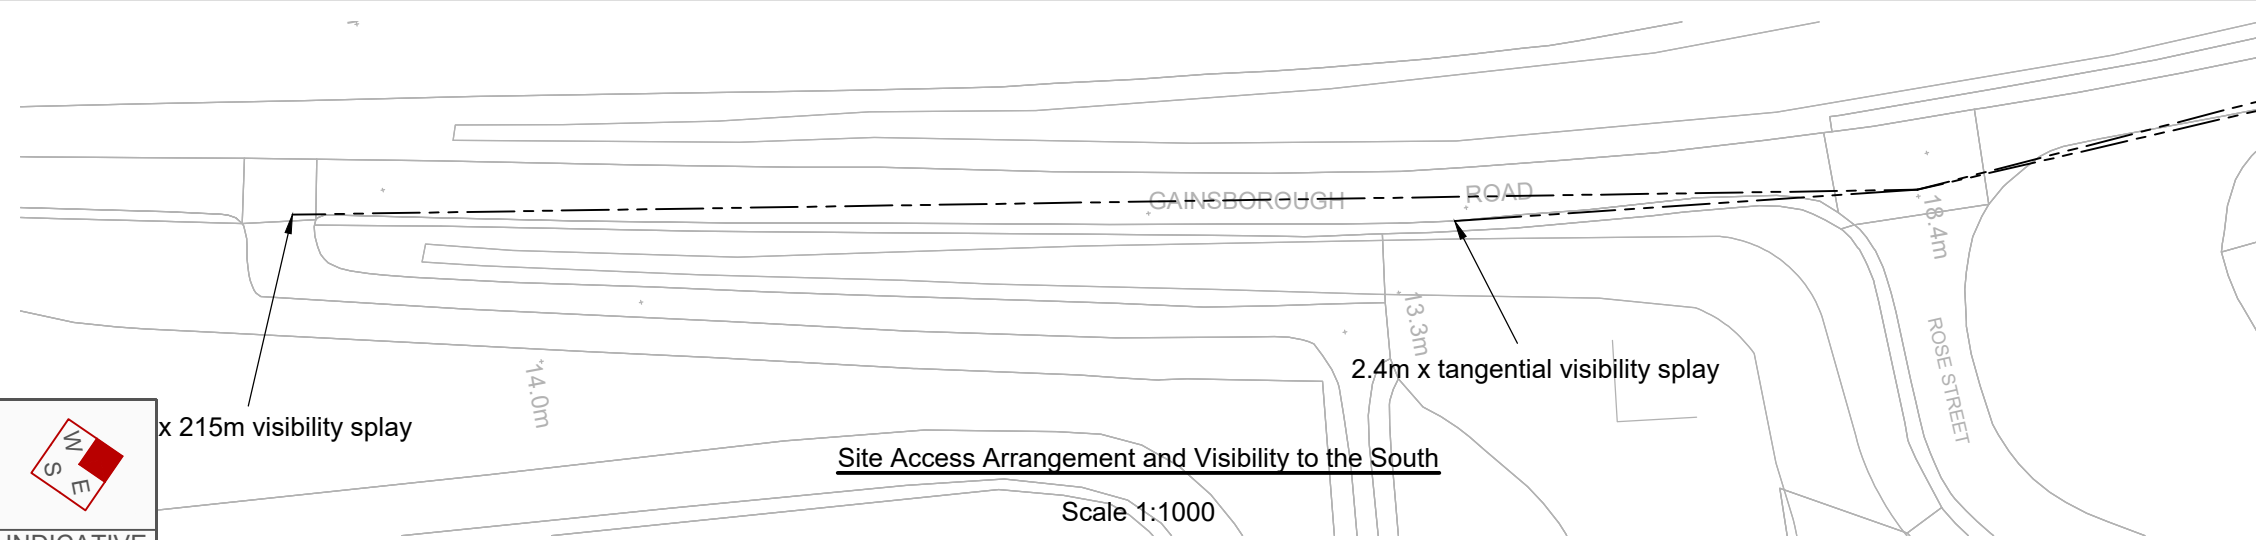 GAINSBOROUGH ROAD
18.4m
13.3m
ROSE STREET
2.4m x tangential visibility splay
14.0m
x 215m visibility splay
W
S
E
Site Access Arrangement and Visibility to the South
Scale 1:1000
INDICATIVE